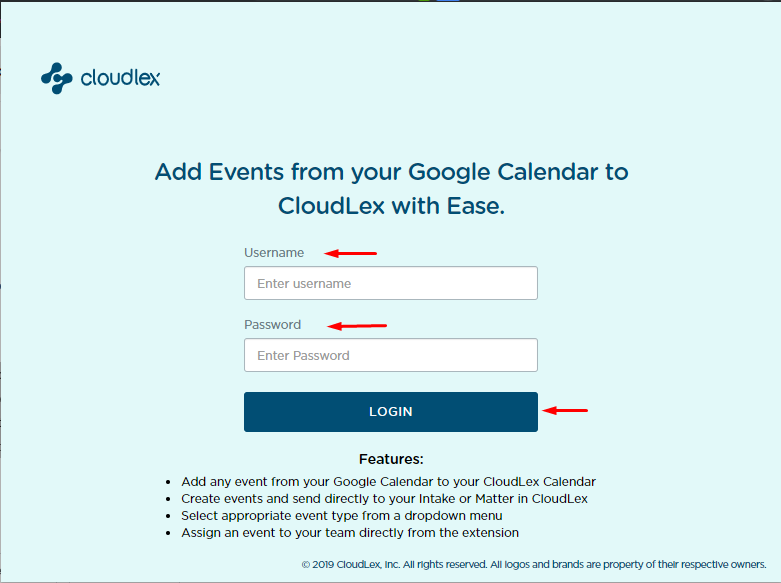 cloudlex
Add Events from your Google Calendar to
CloudLex with Ease.
Username
Enter username
Password
Enter Password
LOGIN
Features:
• Add any event from your Google Calendar to your CloudLex Calendar
• Create events and send directly to your Intake or Matter in CloudLex
• Select appropriate event type from a dropdown menu
• Assign an event to your team directly from the extension
© 2019 CloudLex, Inc. All rights reserved. All logos and brands are property of their respective owners.